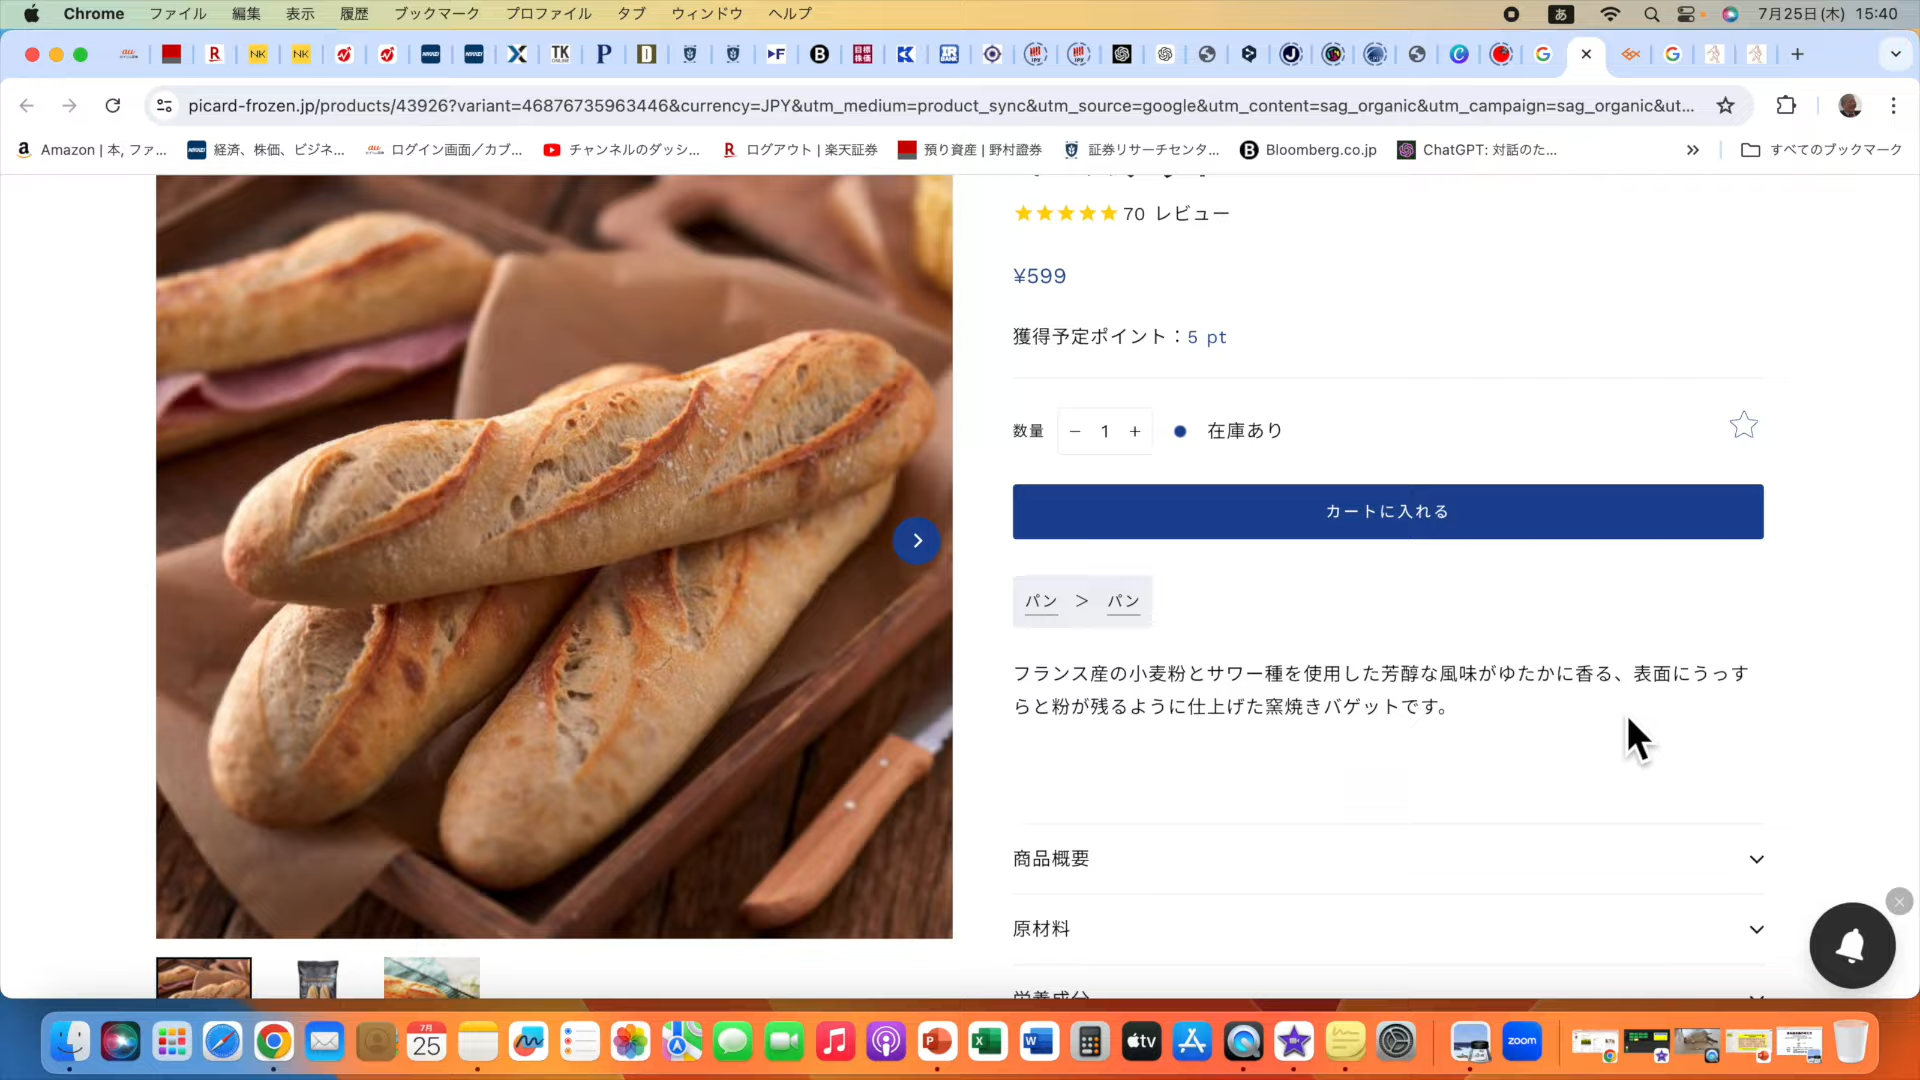 Chrome ファイル 編集 表示 履歴 ブックマーク プロファイル タブ ウィンドウ ヘルプ あ 7月25日(木) 15:40
picard-frozen.jp/products/43926?variant=46876735963446&currency=JPY&utm_medium=product_sync&utm_source=google&utm_content=sag_organic&utm_campaign=sag_organic&ut...
Amazon | 本, ファ... 経済、株価、ビジネ... ログイン画面／カブ... チャンネルのダッシ... ログアウト | 楽天証券 預り資産 | 野村證券 証券リサーチセンタ... Bloomberg.co.jp ChatGPT: 対話のた... すべてのブックマーク
70 レビュー
¥599
獲得予定ポイント：5 pt
数量 − 1 + 在庫あり
カートに入れる
パン > パン
フランス産の小麦粉とサワー種を使用した芳醇な風味がゆたかに香る、表面にうっす
らと粉が残るように仕上げた窯焼きバゲットです。
商品概要
原材料
栄養成分
7月
25
tv
zoom